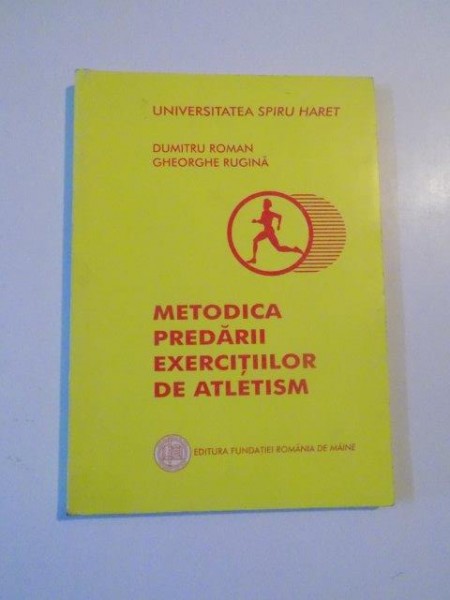 UNIVERSITATEA SPIRU HARET
DUMITRU ROMAN
GHEORGHE RUGINĂ
METODICA
PREDĂRII
EXERCIȚIILOR
DE ATLETISM
EDITURA FUNDAȚIEI ROMÂNIA DE MÂINE